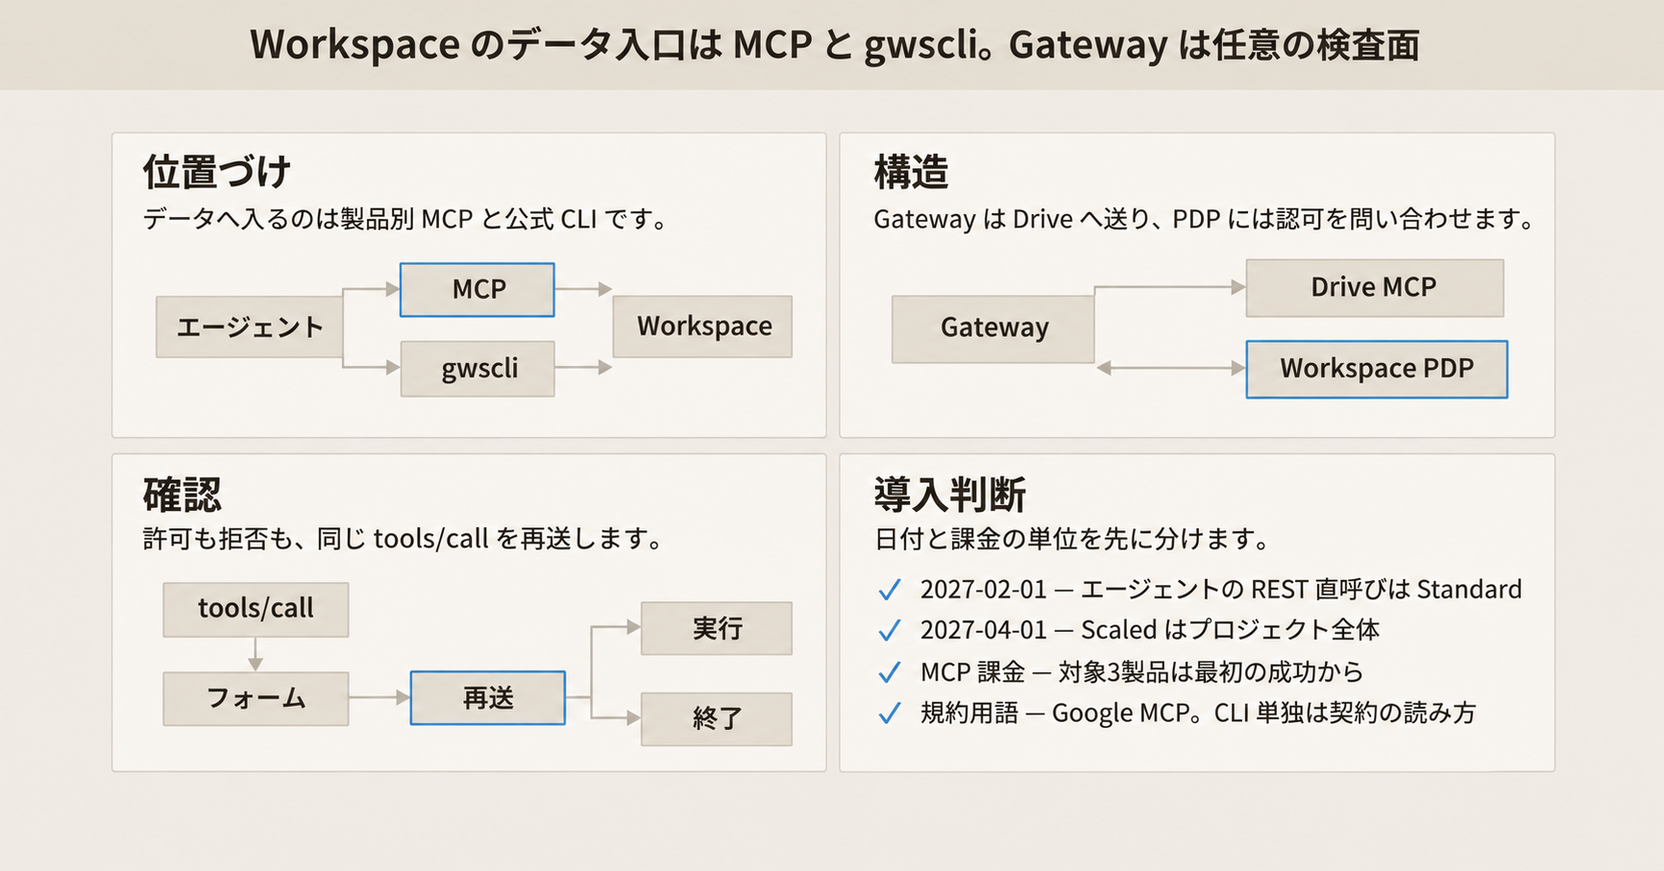 Workspace のデータ入口は MCP と gwscli。Gateway は任意の検査面
位置づけ
データへ入るのは製品別 MCP と公式 CLI です。
エージェント
MCP
gwscli
Workspace
構造
Gateway は Drive へ送り、PDP には認可を問い合わせます。
Gateway
Drive MCP
Workspace PDP
確認
許可も拒否も、同じ tools/call を再送します。
tools/call
フォーム
再送
実行
終了
導入判断
日付と課金の単位を先に分けます。
2027-02-01 — エージェントの REST 直呼びは Standard
2027-04-01 — Scaled はプロジェクト全体
MCP 課金 — 対象3製品は最初の成功から
規約用語 — Google MCP。CLI 単独は契約の読み方